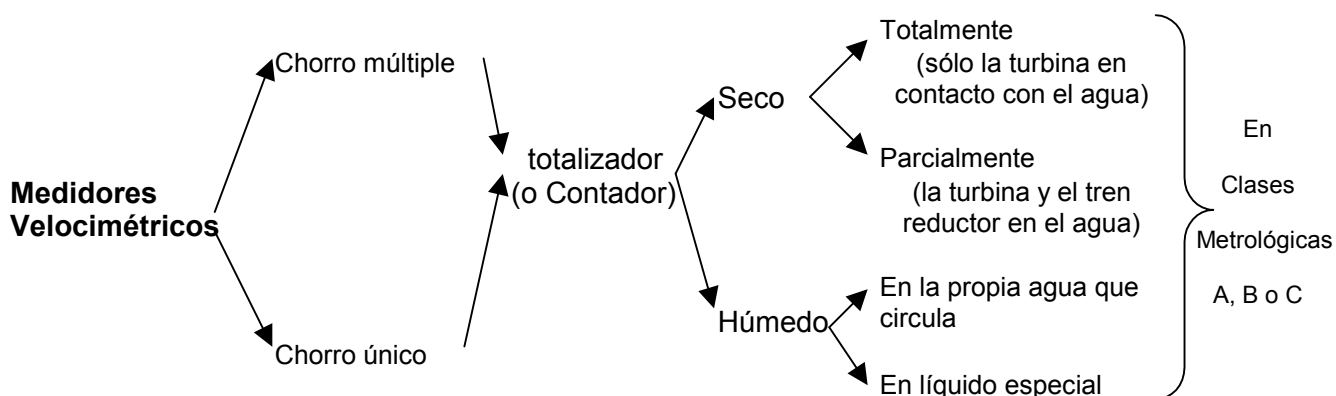 Medidores
Velocimétricos
Chorro múltiple
Chorro único
totalizador
(o Contador)
Seco
Húmedo
Totalmente
(sólo la turbina en
contacto con el agua)
Parcialmente
(la turbina y el tren
reductor en el agua)
En la propia agua que
circula
En líquido especial
En
Clases
Metrológicas
A, B o C